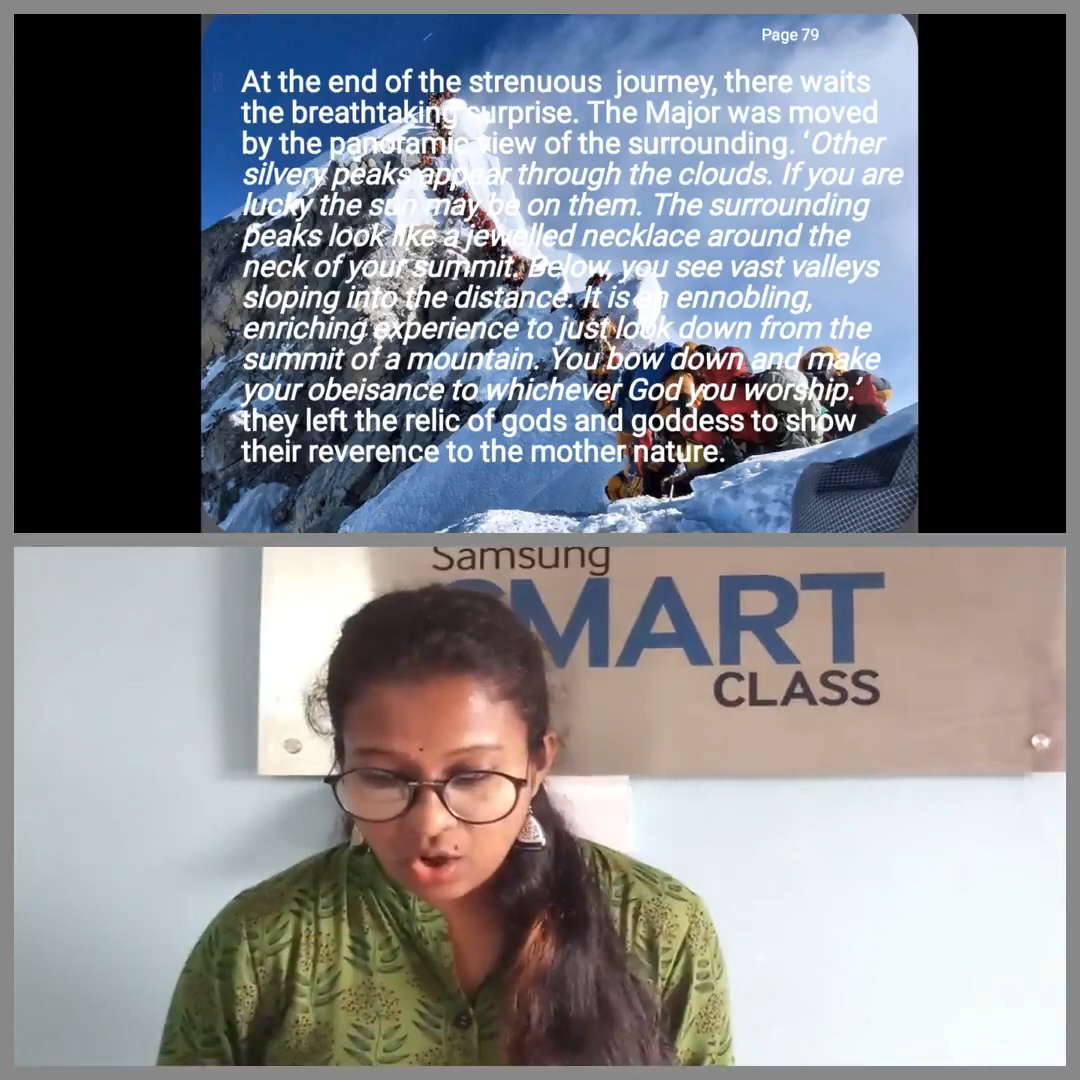 Page 79
At the end of the strenuous journey, there waits
the breathtaking surprise. The Major was moved
by the panoramic view of the surrounding. ‘Other
silvery peaks appear through the clouds. If you are
lucky the sun may be on them. The surrounding
peaks look like a jewelled necklace around the
neck of your summit. Below, you see vast valleys
sloping into the distance. It is an ennobling,
enriching experience to just look down from the
summit of a mountain. You bow down and make
your obeisance to whichever God you worship.’
they left the relic of gods and goddess to show
their reverence to the mother nature.
Samsung
SMART
CLASS